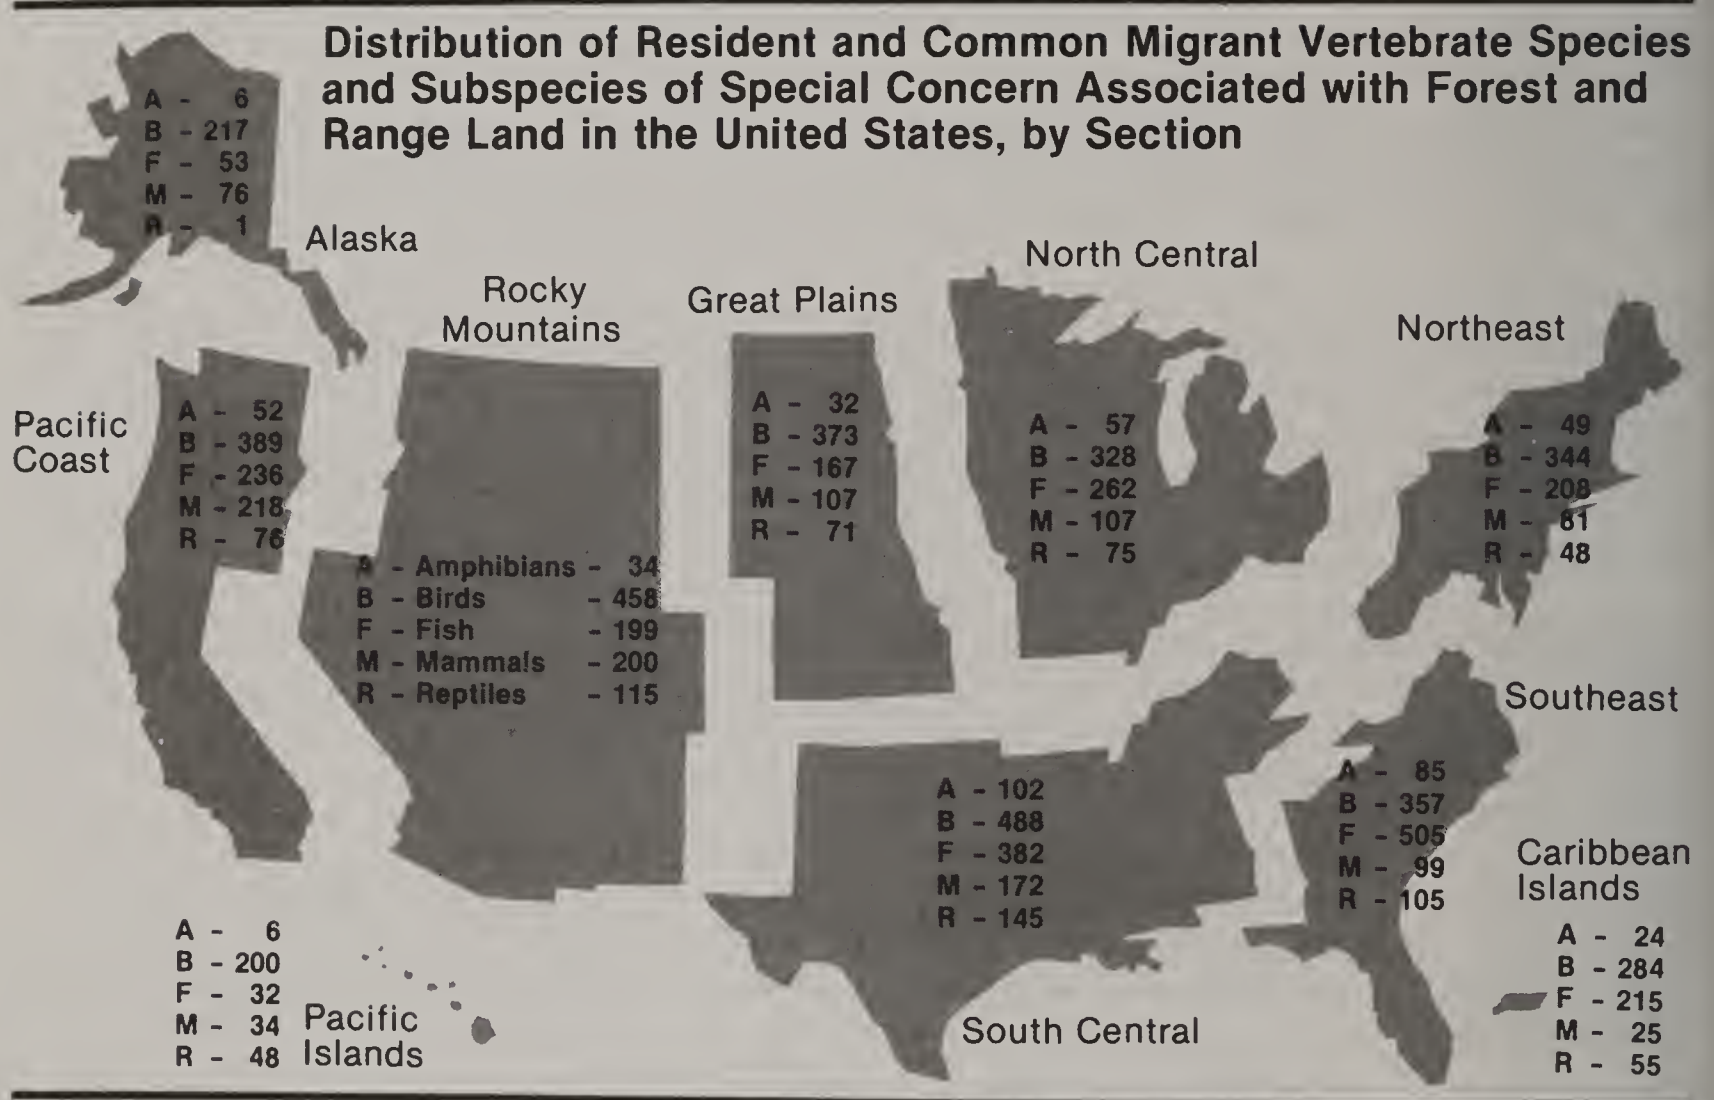 Distribution of Resident and Common Migrant Vertebrate Species
and Subspecies of Special Concern Associated with Forest and
Range Land in the United States, by Section
A - 6
B - 217
F - 53
M - 76
R - 1
Alaska
Rocky
Mountains
Great Plains
North Central
Northeast
Pacific
Coast
A - 52
B - 389
F - 236
M - 218
R - 76
A - Amphibians - 34
B - Birds - 458
F - Fish - 199
M - Mammals - 200
R - Reptiles - 115
A - 32
B - 373
F - 167
M - 107
R - 71
A - 57
B - 328
F - 262
M - 107
R - 75
A - 49
B - 344
F - 208
M - 81
R - 48
Southeast
A - 102
B - 488
F - 382
M - 172
R - 145
South Central
A - 85
B - 357
F - 505
M - 99
R - 105
Caribbean
Islands
A - 24
B - 284
F - 215
M - 25
R - 55
A - 6
B - 200
F - 32
M - 34
R - 48
Pacific
Islands